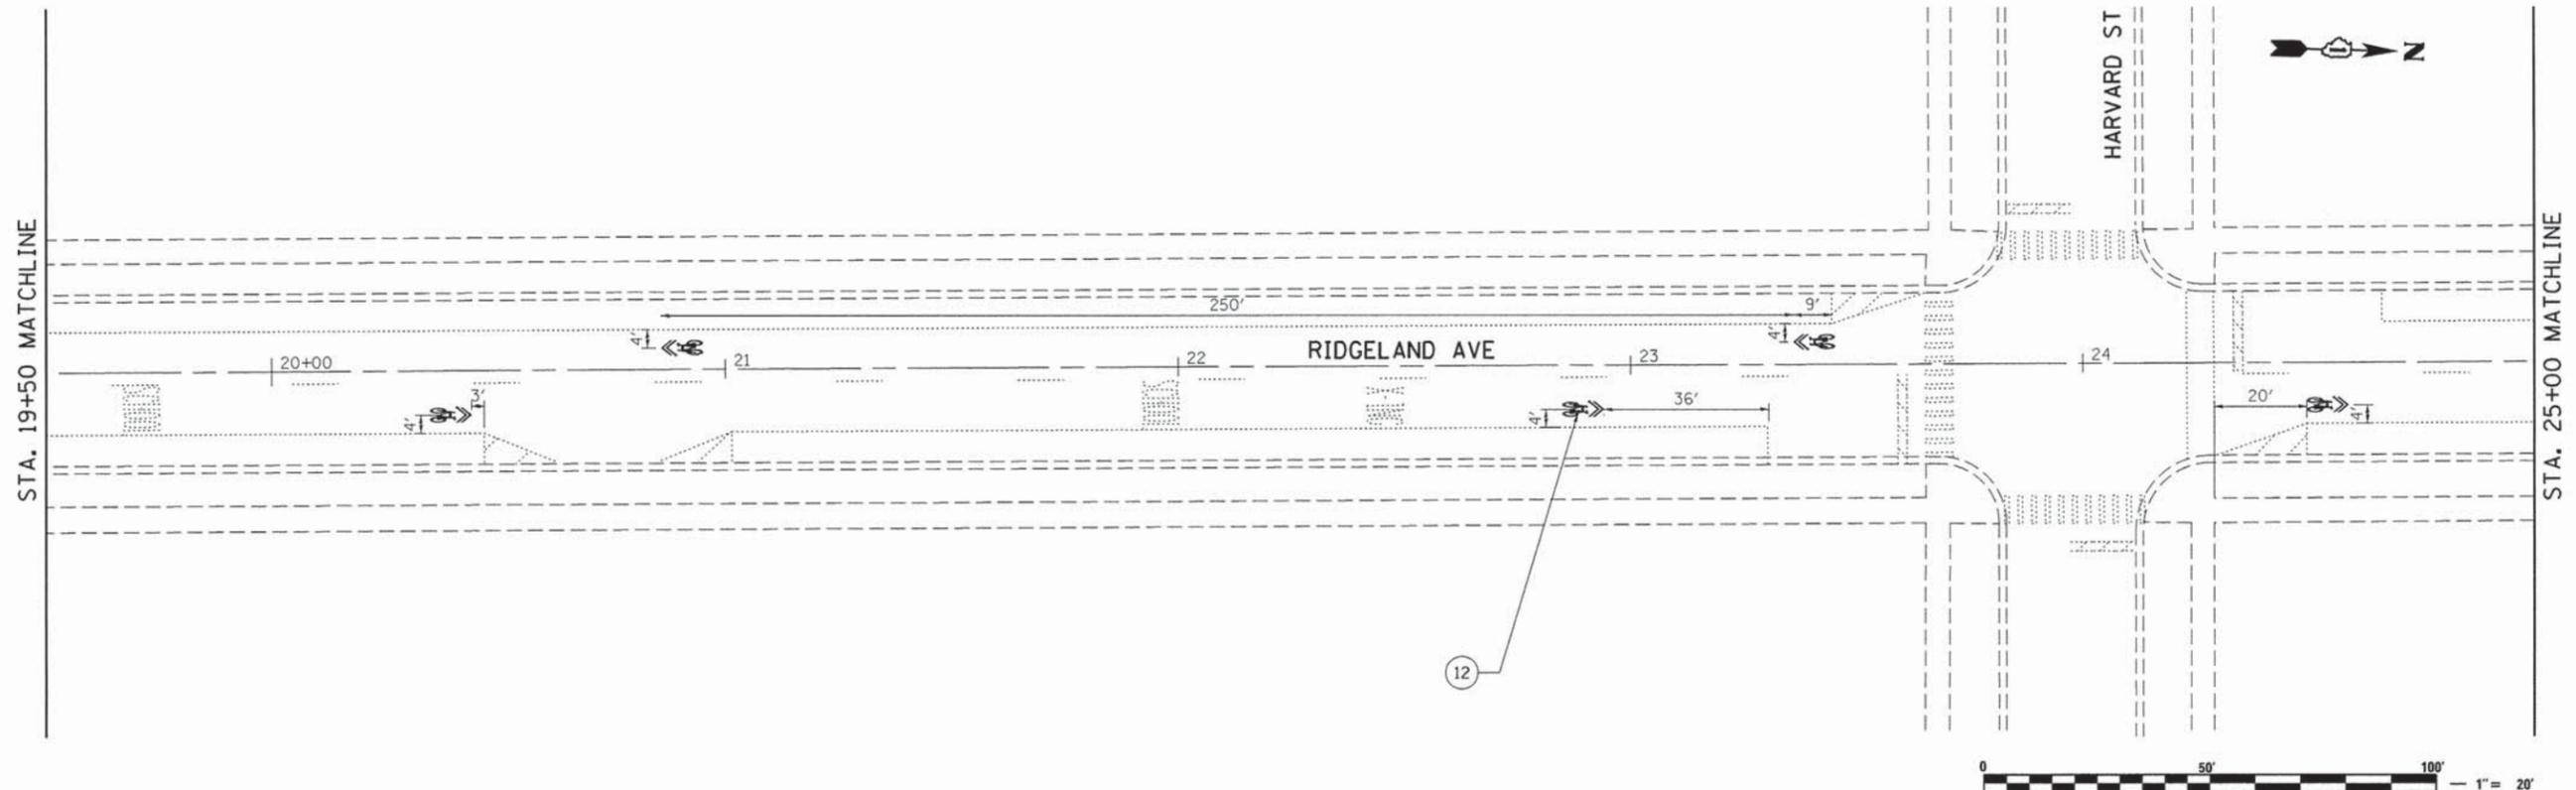 STA. 19+50 MATCHLINE
HARVARD ST
N
STA. 25+00 MATCHLINE
250'
9'
4'
4'
RIDGELAND AVE
20+00
21
22
23
24
3'
4'
4'
36'
20'
4'
12
0 50' 100'
1"= 20'